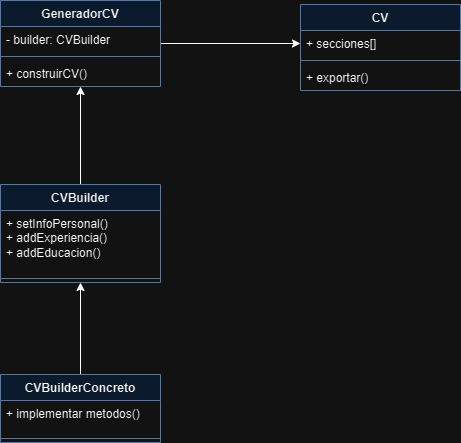 GeneradorCV
- builder: CVBuilder
+ construirCV()
CV
+ secciones[]
+ exportar()
CVBuilder
+ setInfoPersonal()
+ addExperiencia()
+ addEducacion()
CVBuilderConcreto
+ implementar metodos()